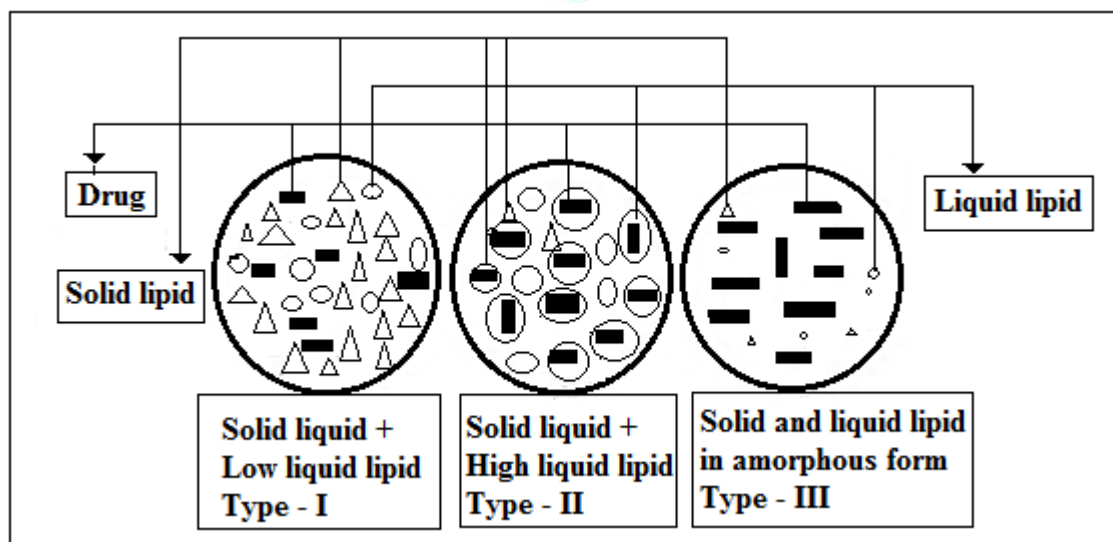 Drug
Liquid lipid
Solid lipid
Solid liquid +
Low liquid lipid
Type - I
Solid liquid +
High liquid lipid
Type - II
Solid and liquid lipid
in amorphous form
Type - III